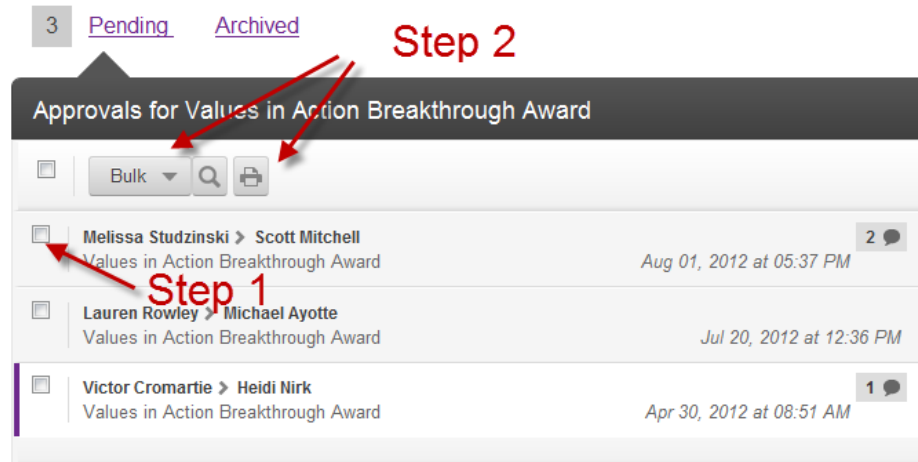 3 Pending Archived
Step 2
Approvals for Values in Action Breakthrough Award
Bulk
Melissa Studzinski > Scott Mitchell 2
Values in Action Breakthrough Award Aug 01, 2012 at 05:37 PM
Step 1
Lauren Rowley > Michael Ayotte
Values in Action Breakthrough Award Jul 20, 2012 at 12:36 PM
Victor Cromartie > Heidi Nirk 1
Values in Action Breakthrough Award Apr 30, 2012 at 08:51 AM